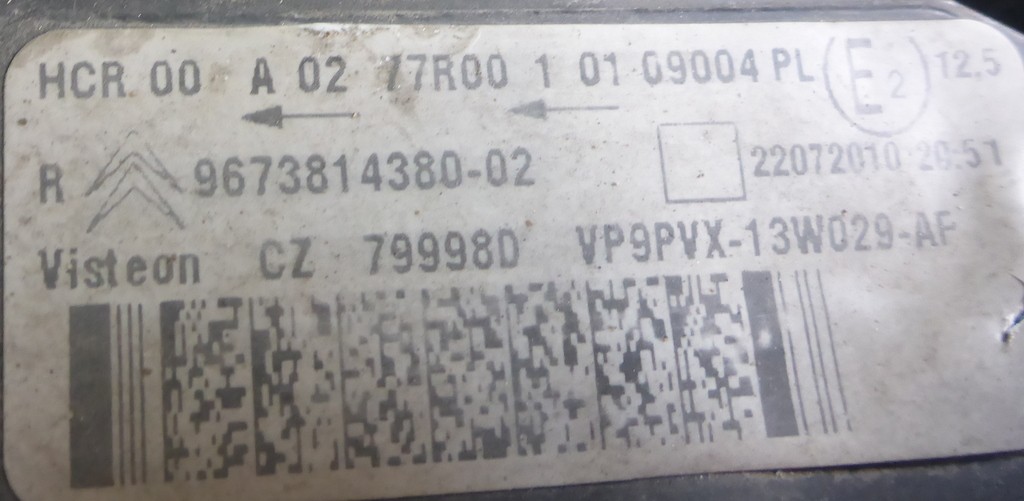 HCR 00 A 02 77R00 1 01 09004 PL E2 12,5
R 9673814380-02 22072010 20:51
Visteon CZ 79998D VP9PVX-13W029-AF